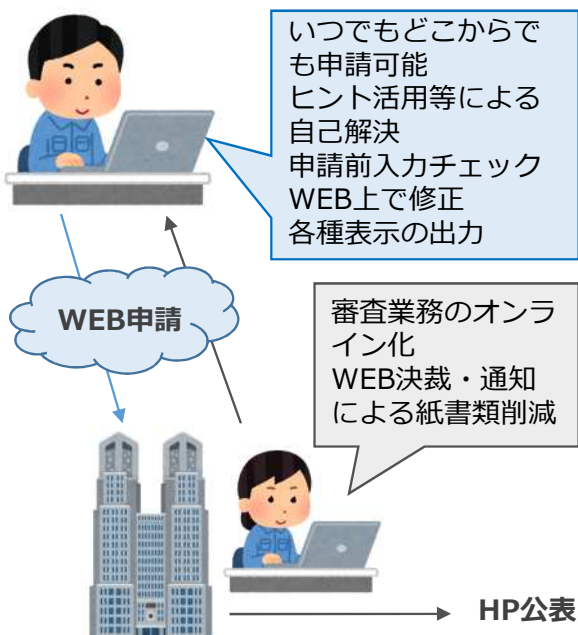 いつでもどこからで
も申請可能
ヒント活用等による
自己解決
申請前入力チェック
WEB上で修正
各種表示の出力
WEB申請
審査業務のオンラ
イン化
WEB決裁・通知
による紙書類削減
HP公表